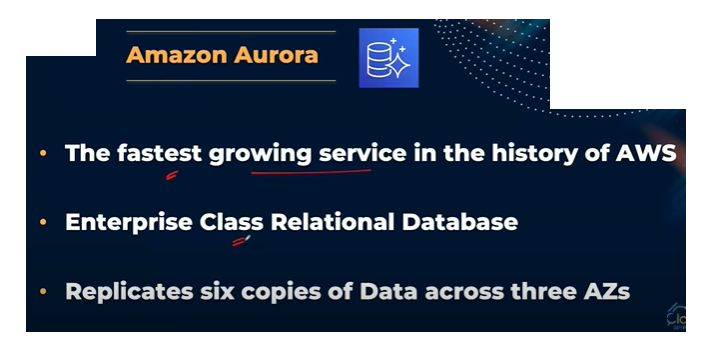 Amazon Aurora
• The fastest growing service in the history of AWS
• Enterprise Class Relational Database
• Replicates six copies of Data across three AZs